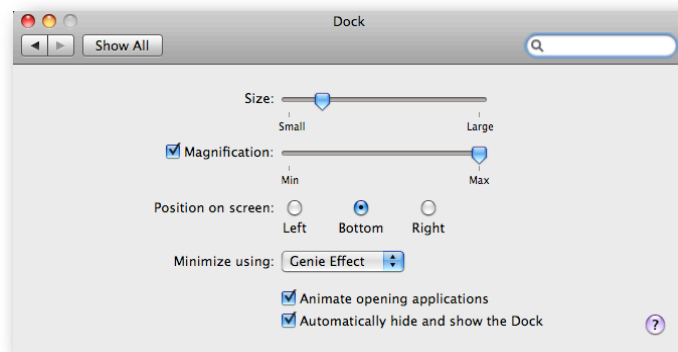 Dock
Show All
Size:
Small Large
Magnification:
Min Max
Position on screen:
Left Bottom Right
Minimize using: Genie Effect
Animate opening applications
Automatically hide and show the Dock
?